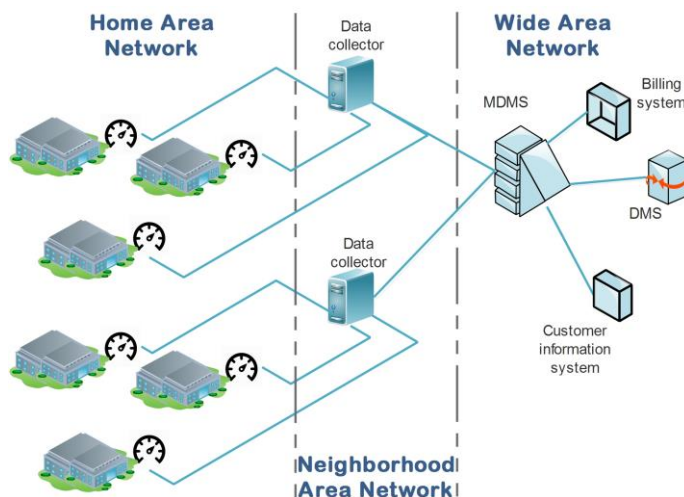 Home Area
Network
Data
collector
Wide Area
Network
MDMS
Billing
system
DMS
Data
collector
Customer
information
system
Neighborhood
Area Network